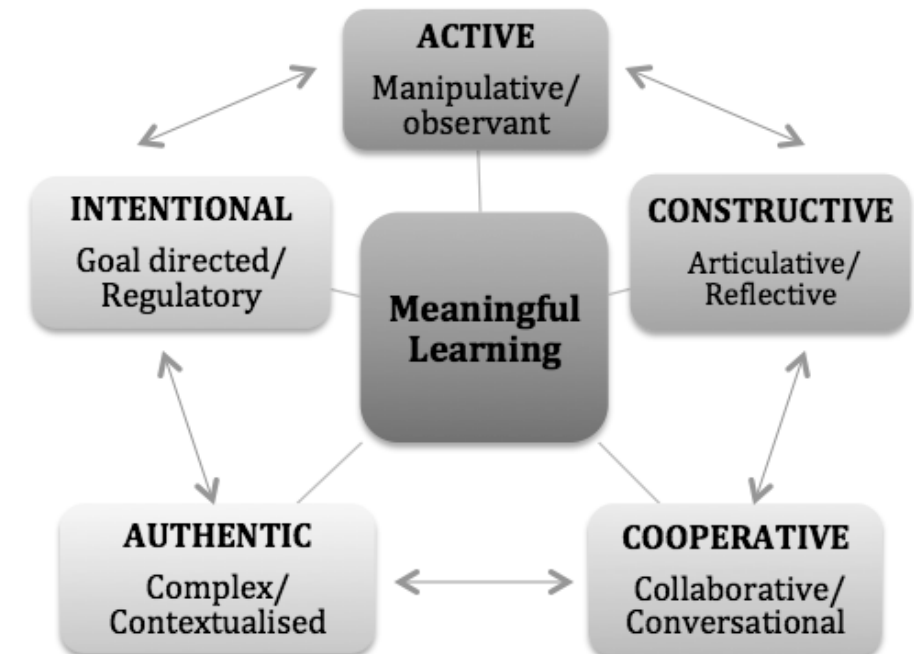 ACTIVE
Manipulative/
observant
INTENTIONAL
Goal directed/
Regulatory
CONSTRUCTIVE
Articulative/
Reflective
Meaningful
Learning
AUTHENTIC
Complex/
Contextualised
COOPERATIVE
Collaborative/
Conversational